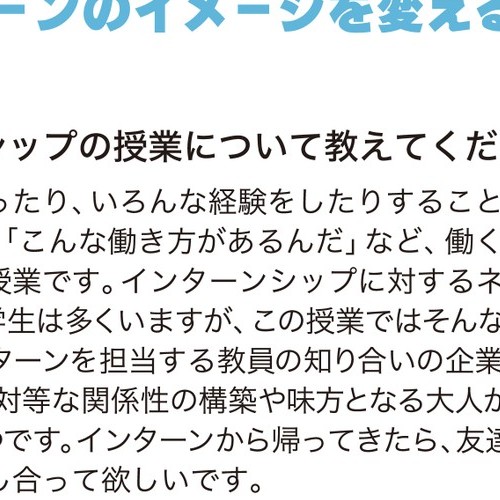 ーンのイメージを変える
シップの授業について教えてくだ
ったり、いろんな経験をしたりすること
「こんな働き方があるんだ」など、働く
授業です。インターンシップに対するネ
学生は多くいますが、この授業ではそんな
ターンを担当する教員の知り合いの企業
対等な関係性の構築や味方となる大人か
のです。インターンから帰ってきたら、友達
し合って欲しいです。